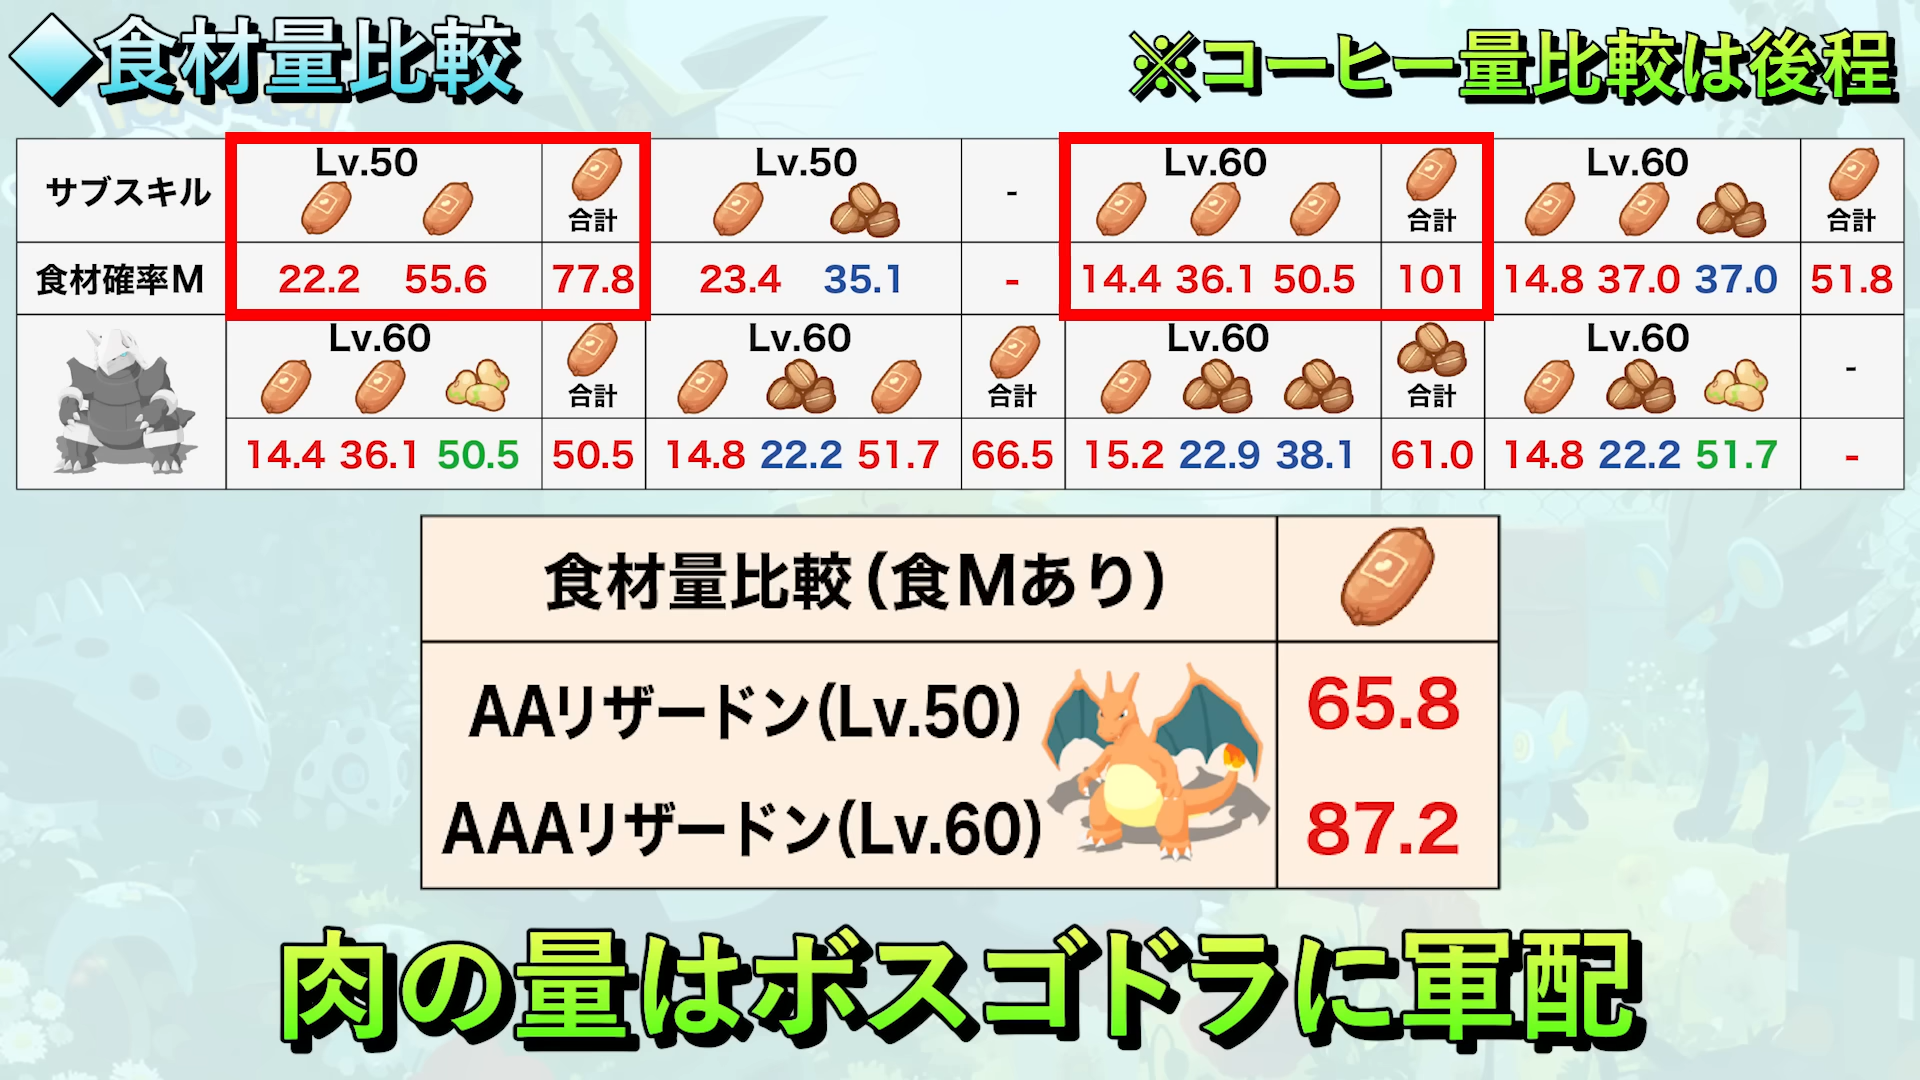 食材量比較
※コーヒー量比較は後程
サブスキル
Lv.50
合計
Lv.50
-
Lv.60
合計
Lv.60
合計
食材確率M
22.2 55.6 77.8
23.4 35.1 -
14.4 36.1 50.5 101
14.8 37.0 37.0 51.8
Lv.60
合計
Lv.60
合計
Lv.60
合計
Lv.60
-
14.4 36.1 50.5 50.5
14.8 22.2 51.7 66.5
15.2 22.9 38.1 61.0
14.8 22.2 51.7 -
食材量比較(食Mあり)
AAリザードン(Lv.50) 65.8
AAAリザードン(Lv.60) 87.2
肉の量はボスゴドラに軍配